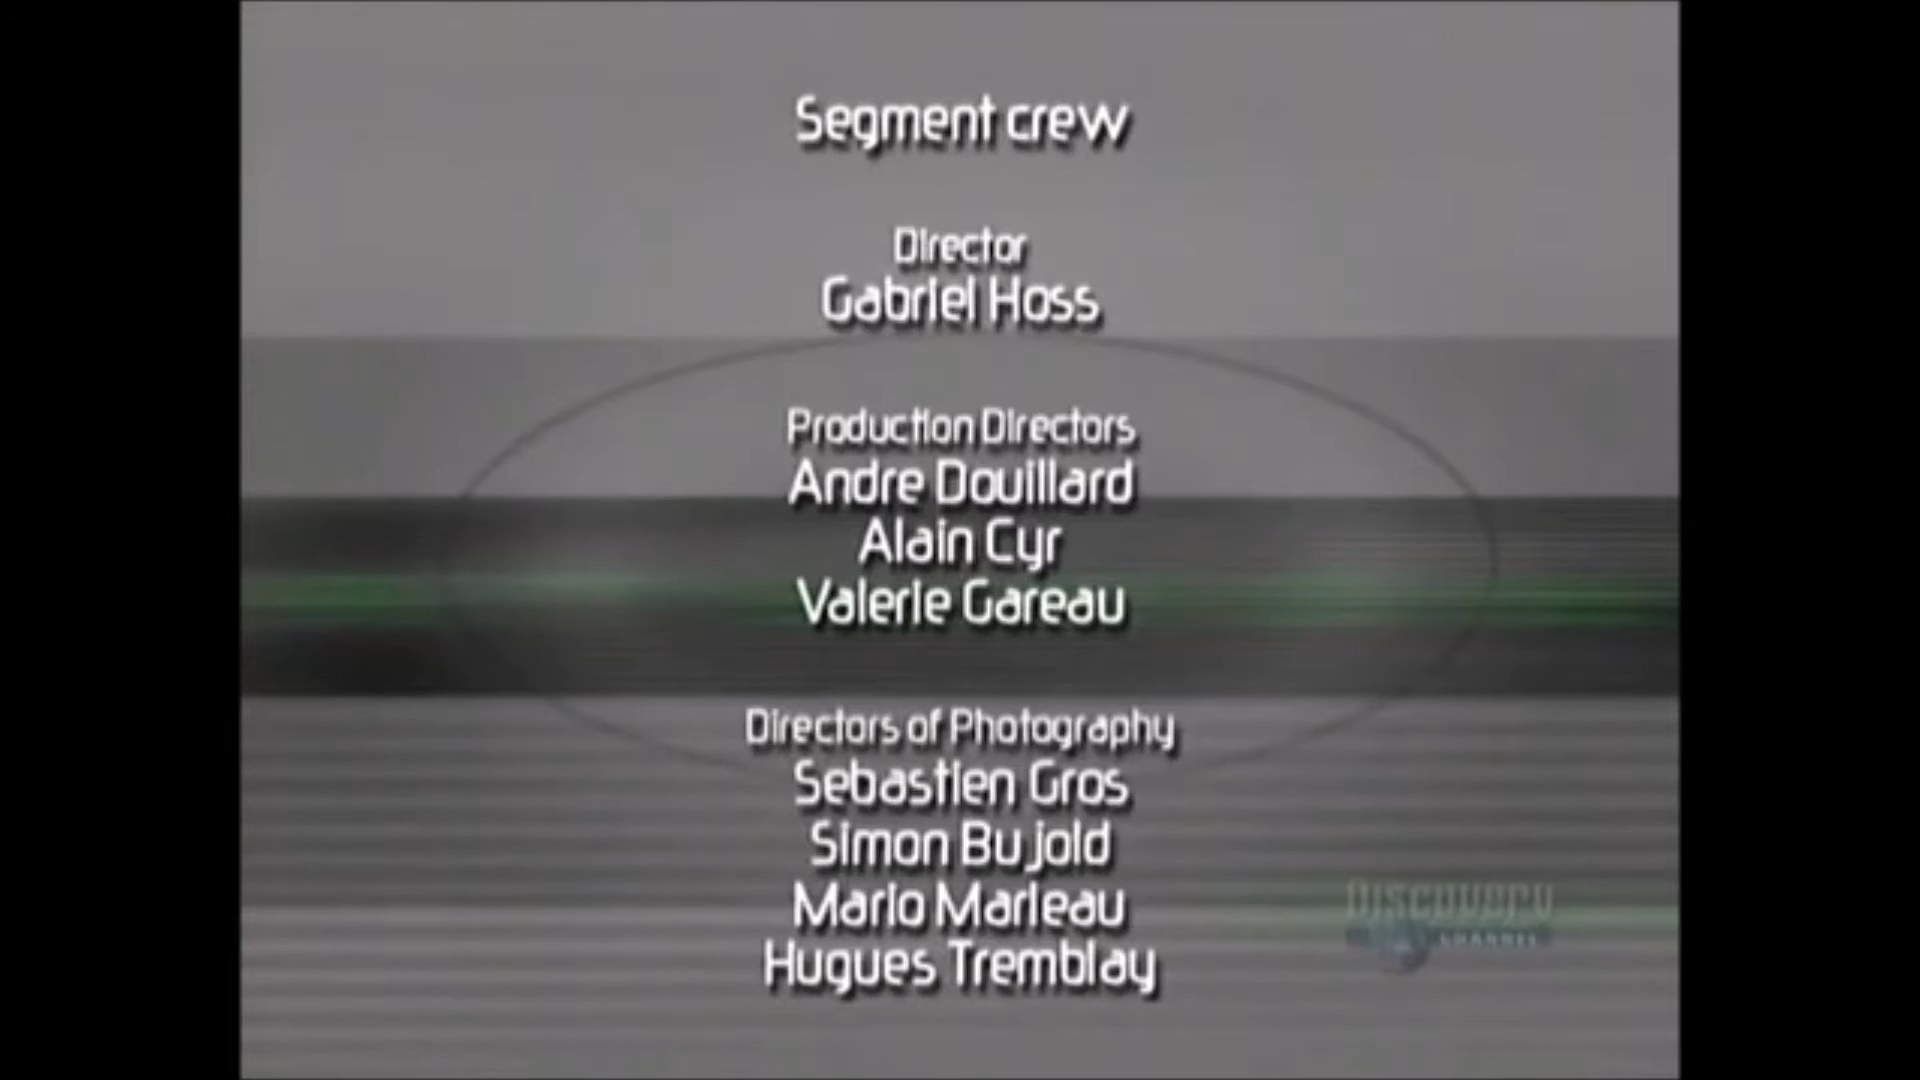 Segment crew
Director
Gabriel Hoss
Production Directors
Andre Douillard
Alain Cyr
Valerie Gareau
Directors of Photography
Sebastien Gros
Simon Bujold
Mario Marleau
Hugues Tremblay
Discovery
CHANNEL